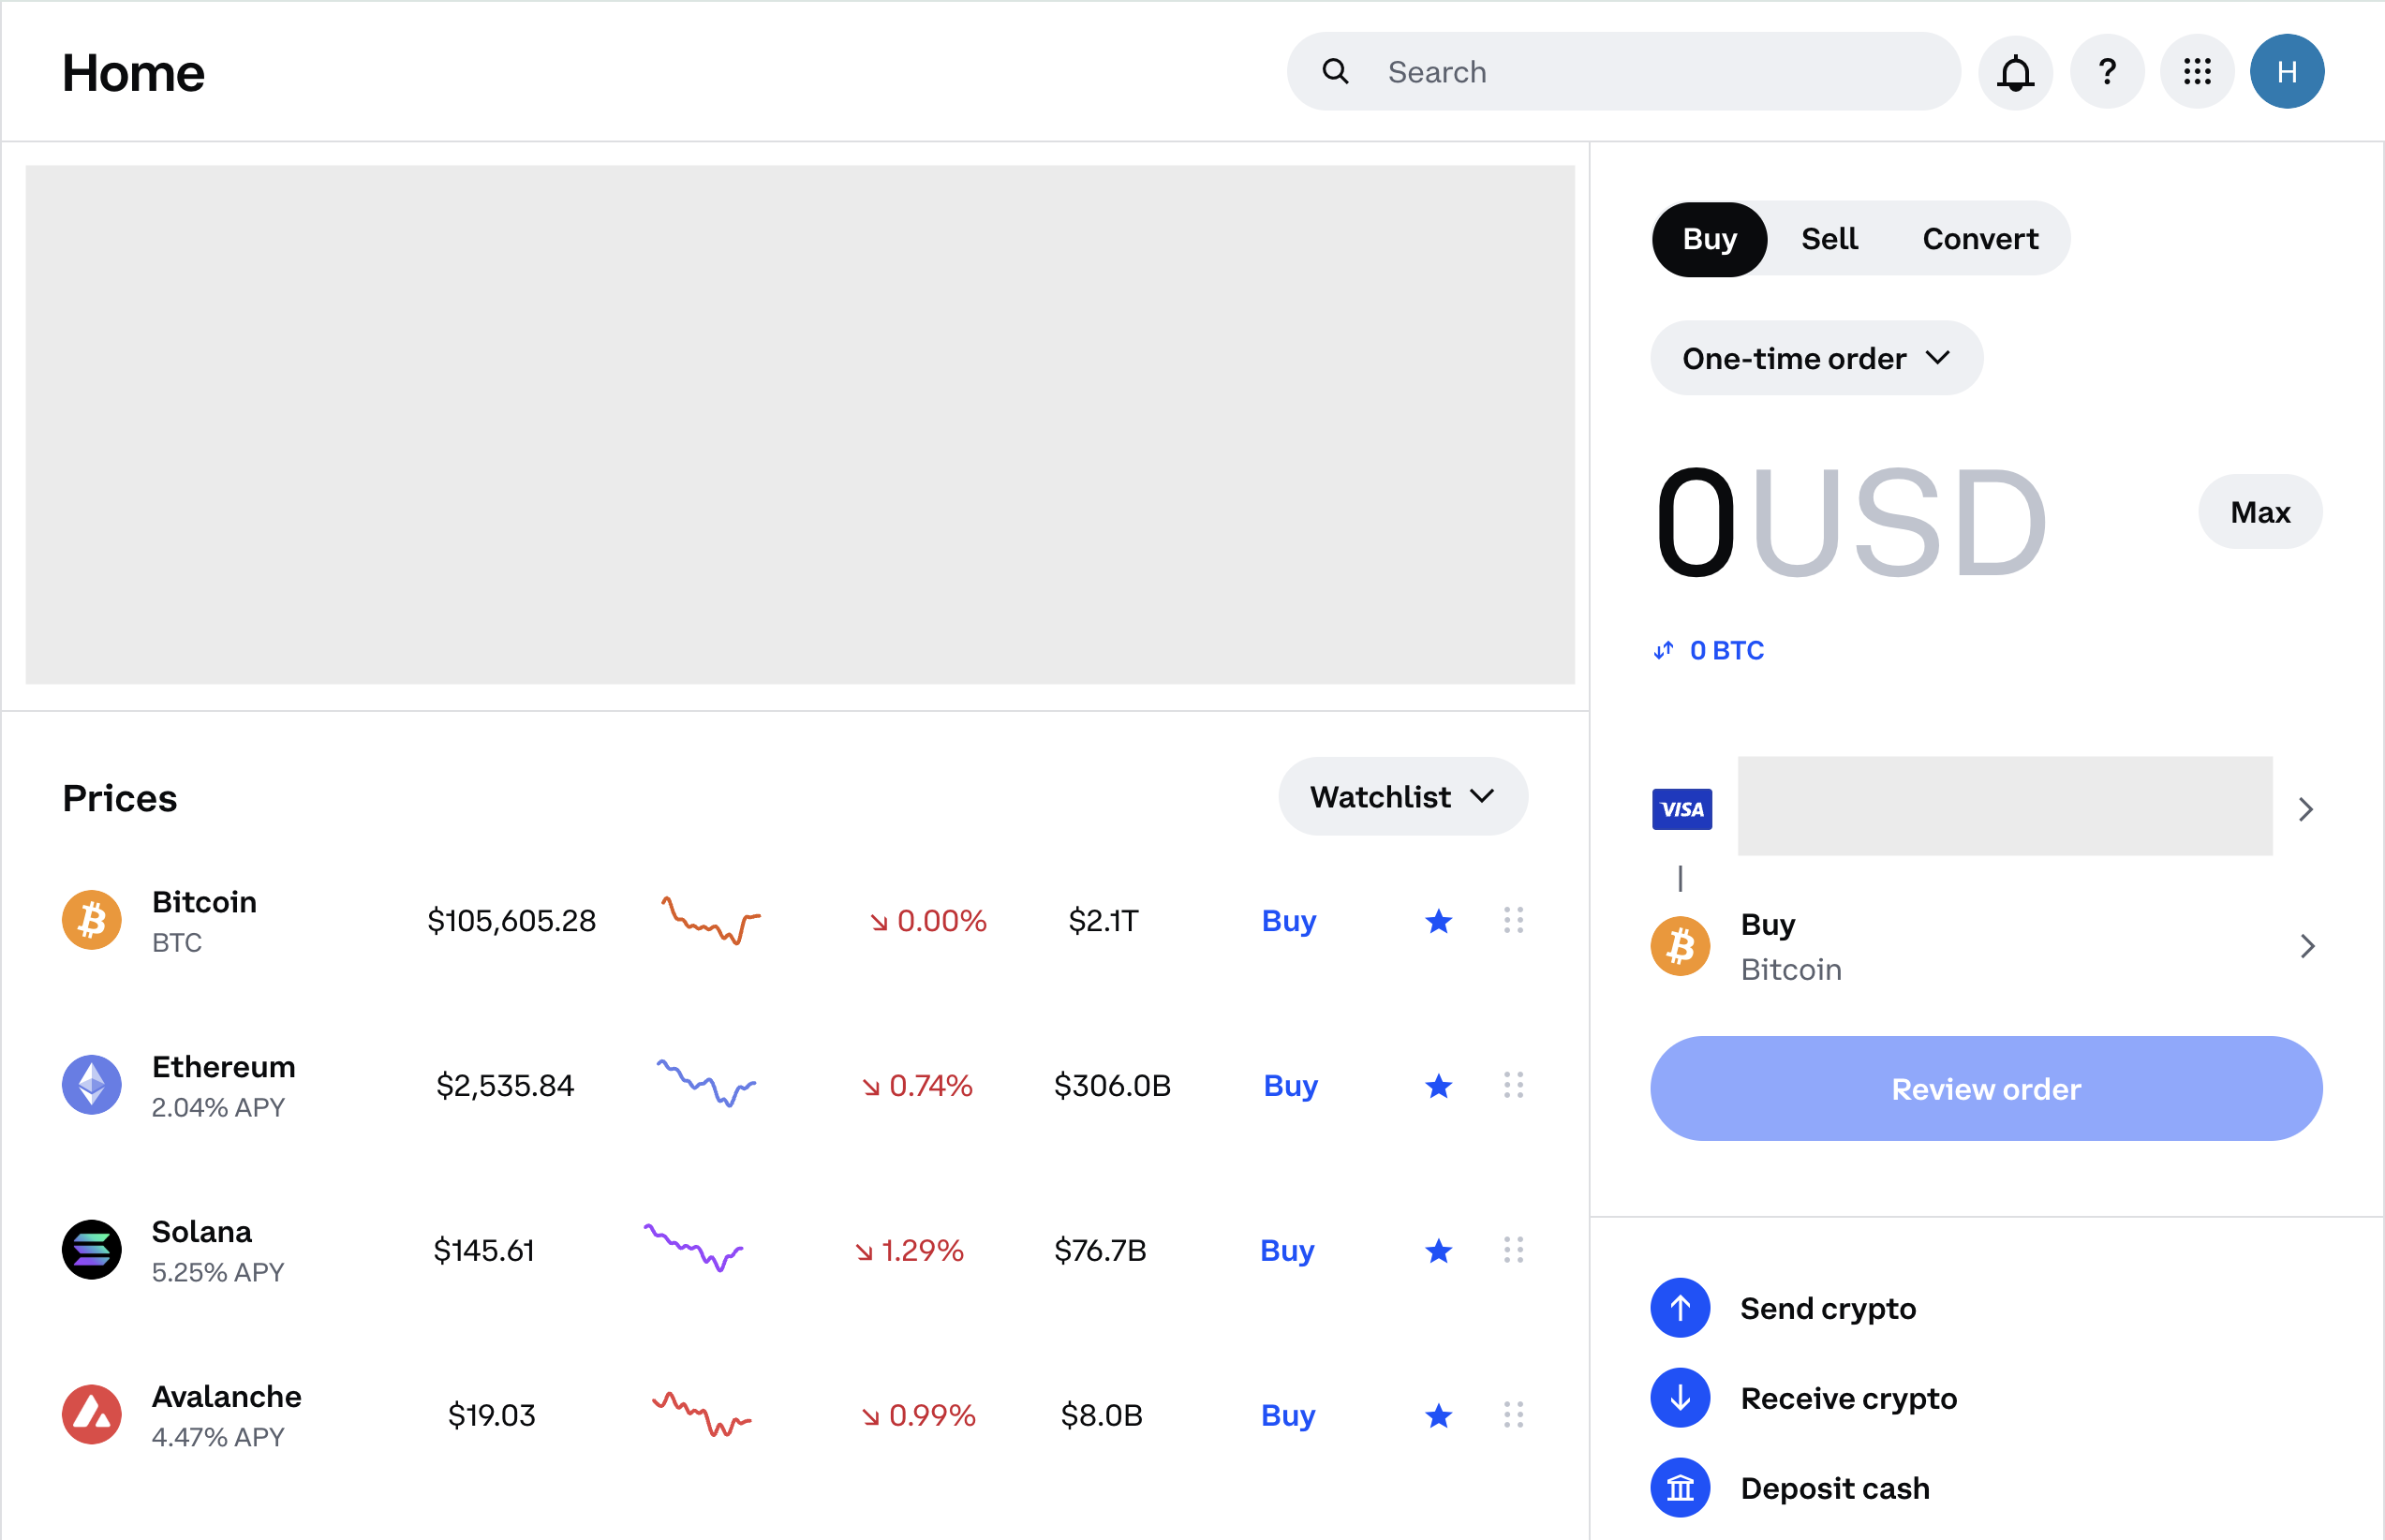 Home
Search
?
H
Buy Sell Convert
One-time order
0USD
Max
0 BTC
VISA
Buy
Bitcoin
Review order
Send crypto
Receive crypto
Deposit cash
Prices
Watchlist
Bitcoin
BTC
$105,605.28
0.00%
$2.1T
Buy
Ethereum
2.04% APY
$2,535.84
0.74%
$306.0B
Buy
Solana
5.25% APY
$145.61
1.29%
$76.7B
Buy
Avalanche
4.47% APY
$19.03
0.99%
$8.0B
Buy